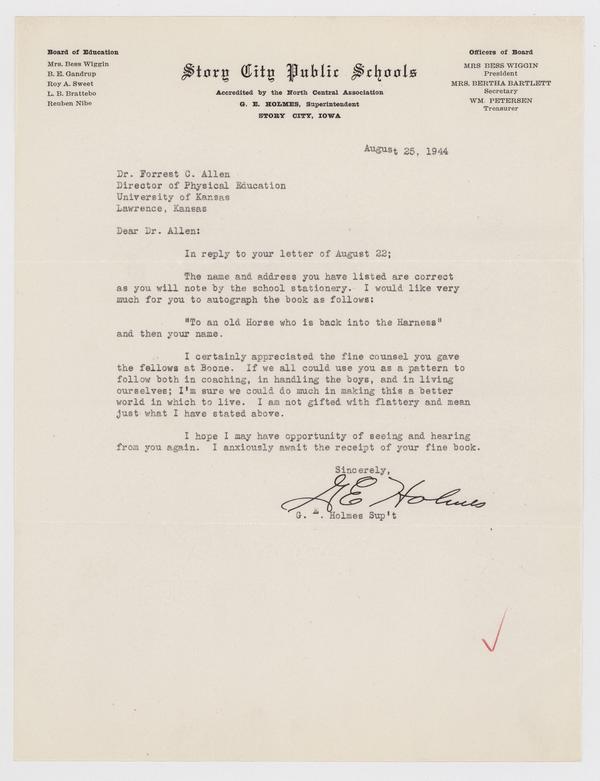 Board of Education
Mrs. Bess Wiggin
B. E. Gandrup
Roy A. Sweet
L. B. Brattebo
Reuben Nibe
Story City Public Schools
Accredited by the North Central Association
G. E. HOLMES, Superintendent
STORY CITY, IOWA
Officers of Board
MRS BESS WIGGIN
President
MRS. BERTHA BARTLETT
Secretary
WM. PETERSEN
Treasurer
August 25, 1944
Dr. Forrest C. Allen
Director of Physical Education
University of Kansas
Lawrence, Kansas
Dear Dr. Allen:
In reply to your letter of August 22;
The name and address you have listed are correct
as you will note by the school stationery. I would like very
much for you to autograph the book as follows:
"To an old Horse who is back into the Harness"
and then your name.
I certainly appreciated the fine counsel you gave
the fellows at Boone. If we all could use you as a pattern to
follow both in coaching, in handling the boys, and in living
ourselves; I'm sure we could do much in making this a better
world in which to live. I am not gifted with flattery and mean
just what I have stated above.
I hope I may have opportunity of seeing and hearing
from you again. I anxiously await the receipt of your fine book.
Sincerely,
G E Holmes
G. E. Holmes Sup't